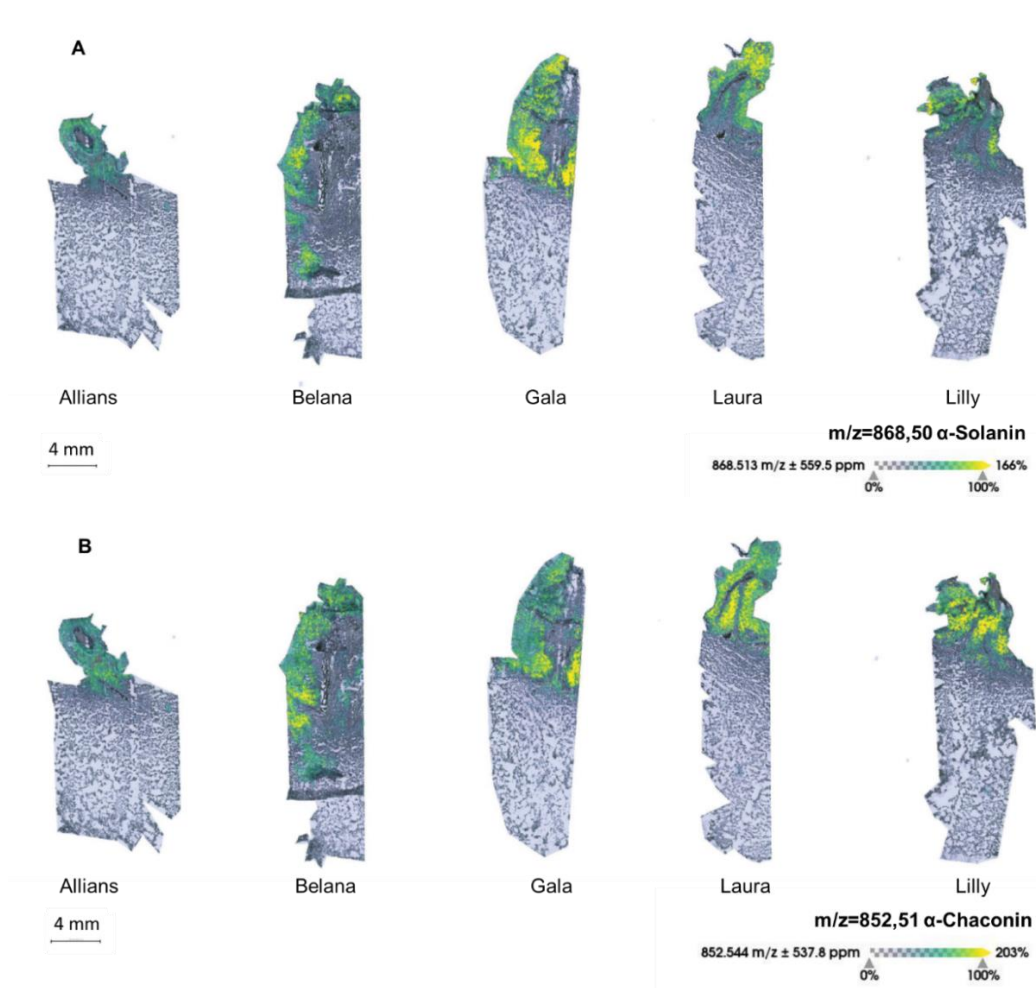 A
Allians Belana Gala Laura Lilly
4 mm
m/z=868,50 α-Solanin
868.513 m/z ± 559.5 ppm 166%
0% 100%
B
Allians Belana Gala Laura Lilly
4 mm
m/z=852,51 α-Chaconin
852.544 m/z ± 537.8 ppm 203%
0% 100%